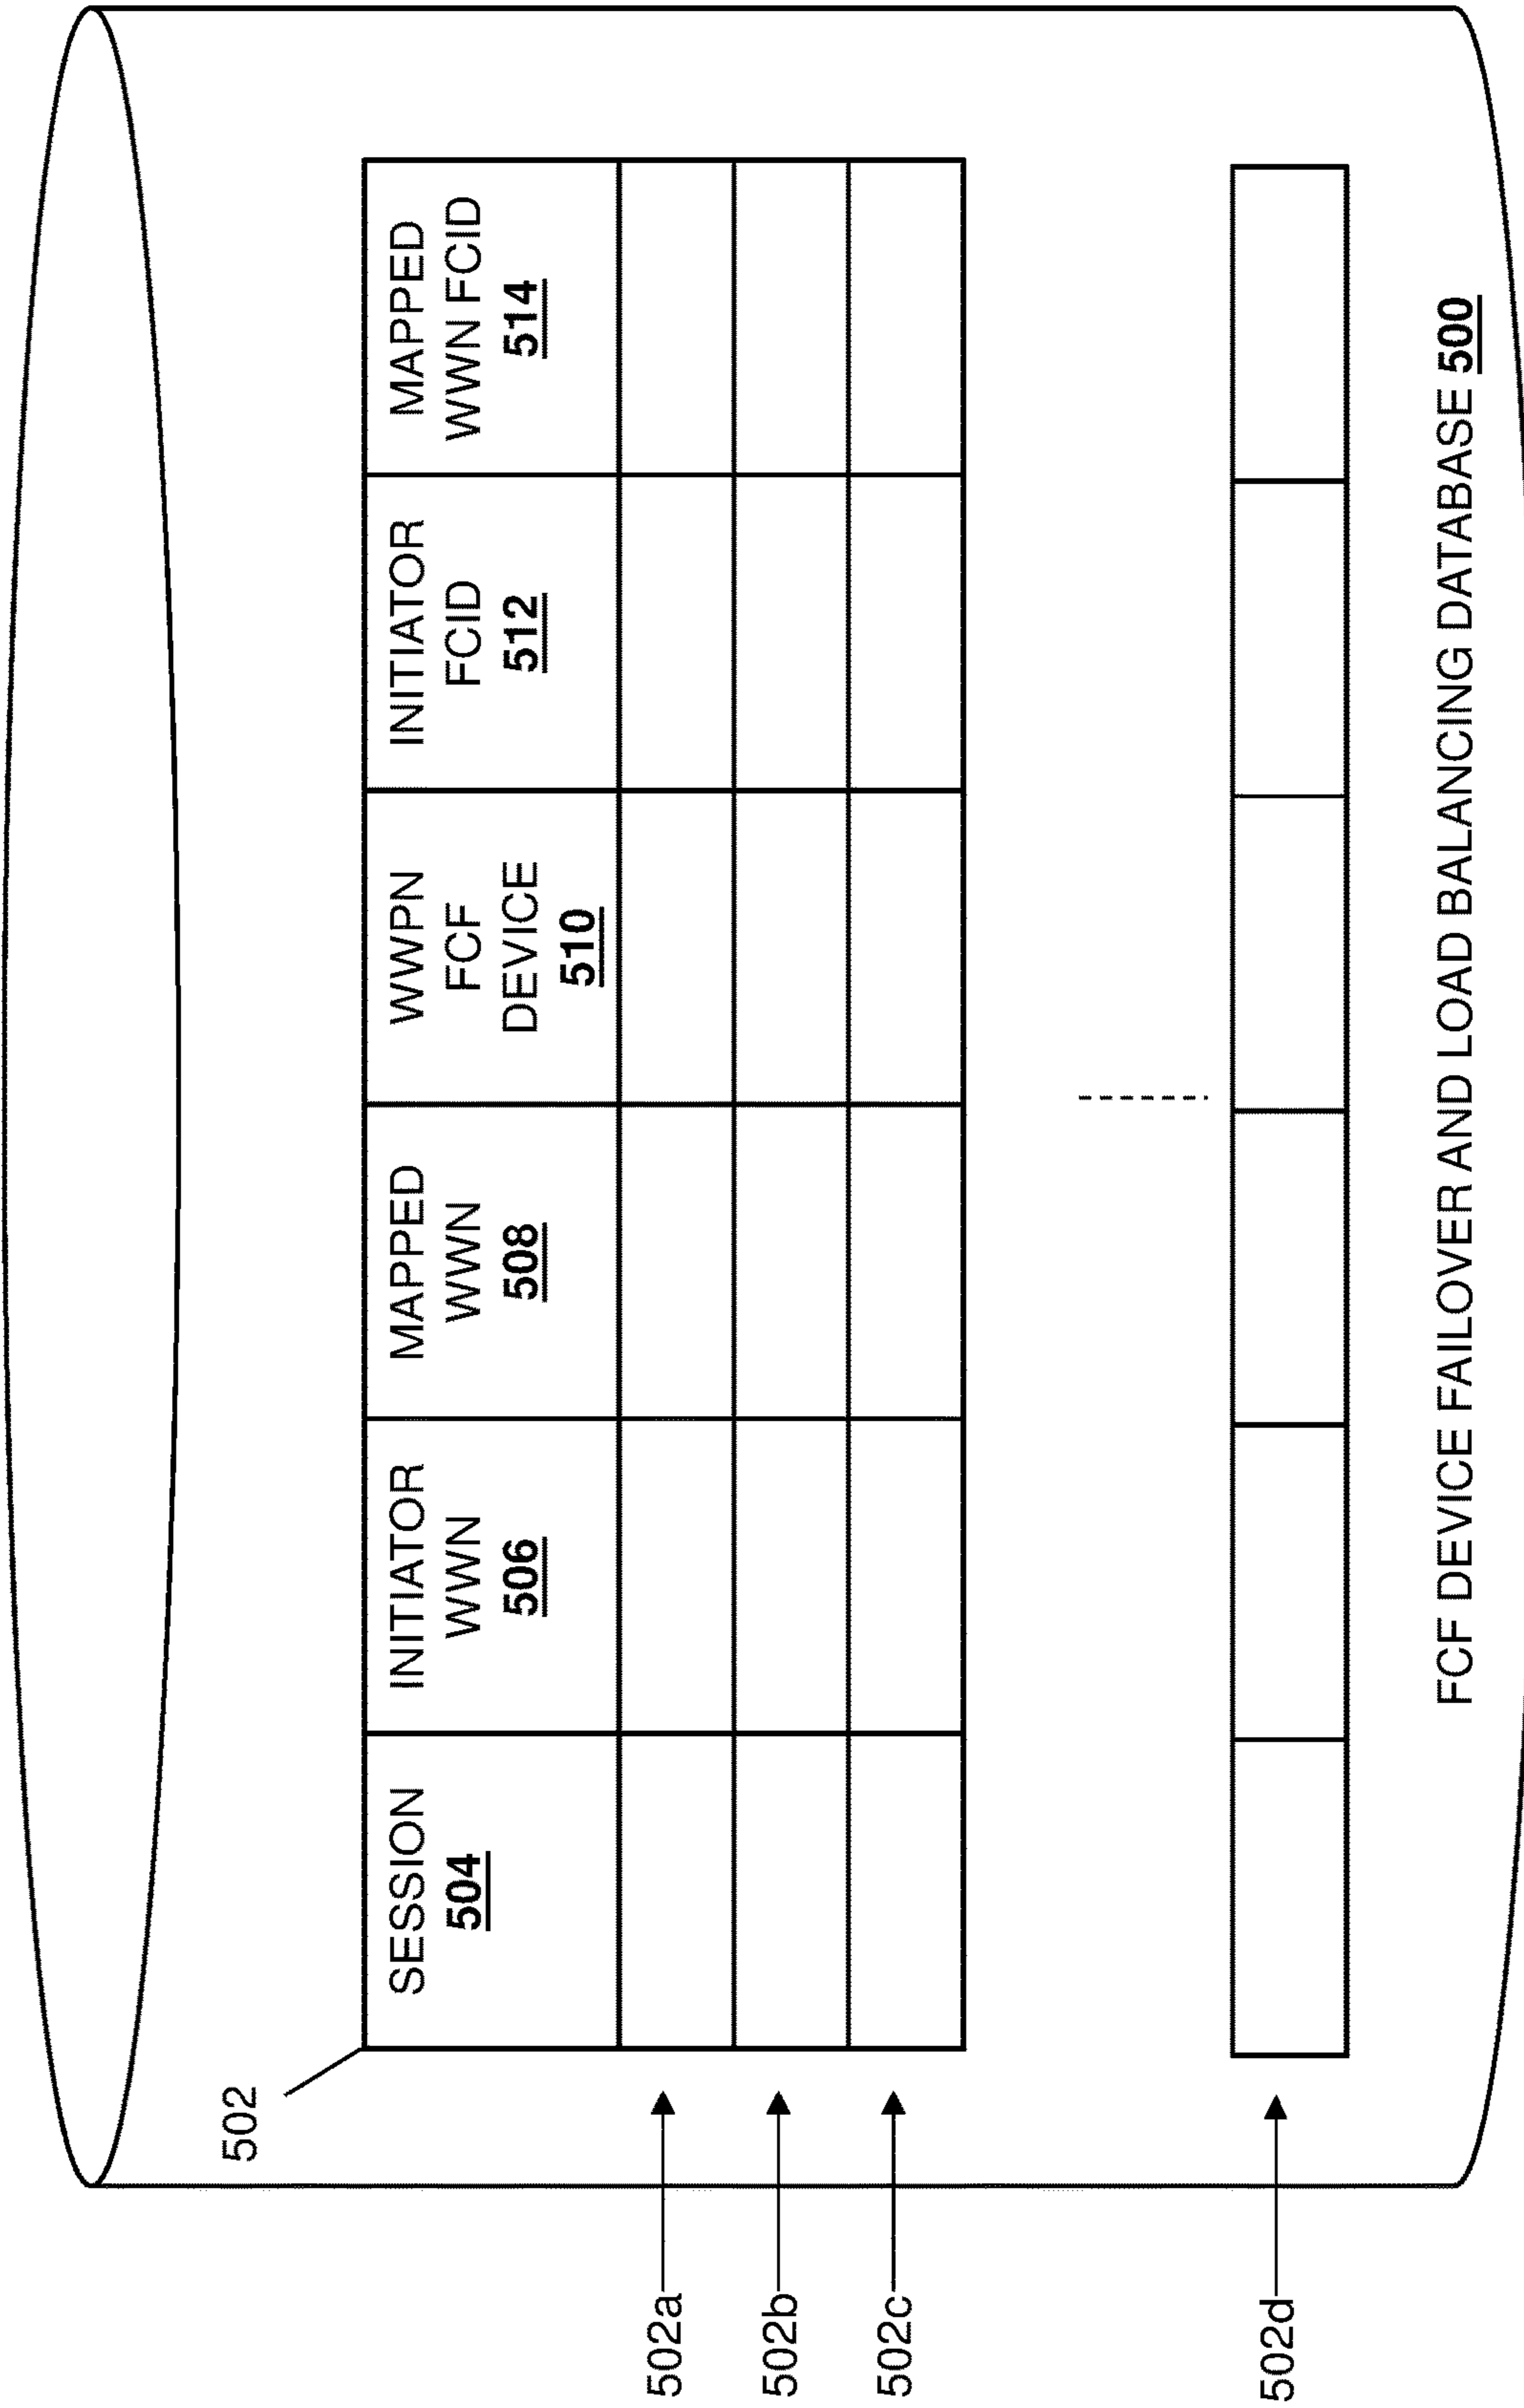 502
SESSION
504
INITIATOR
WWN
506
MAPPED
WWN
508
WWPN
FCF
DEVICE
510
INITIATOR
FCID
512
MAPPED
WWN FCID
514
502a
502b
502c
502d
FCF DEVICE FAILOVER AND LOAD BALANCING DATABASE 500